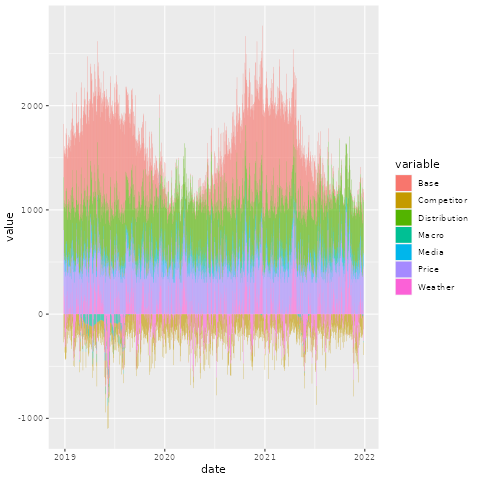 2000
1000
0
-1000
value
2019
2020
2021
2022
date
variable
Base
Competitor
Distribution
Macro
Media
Price
Weather